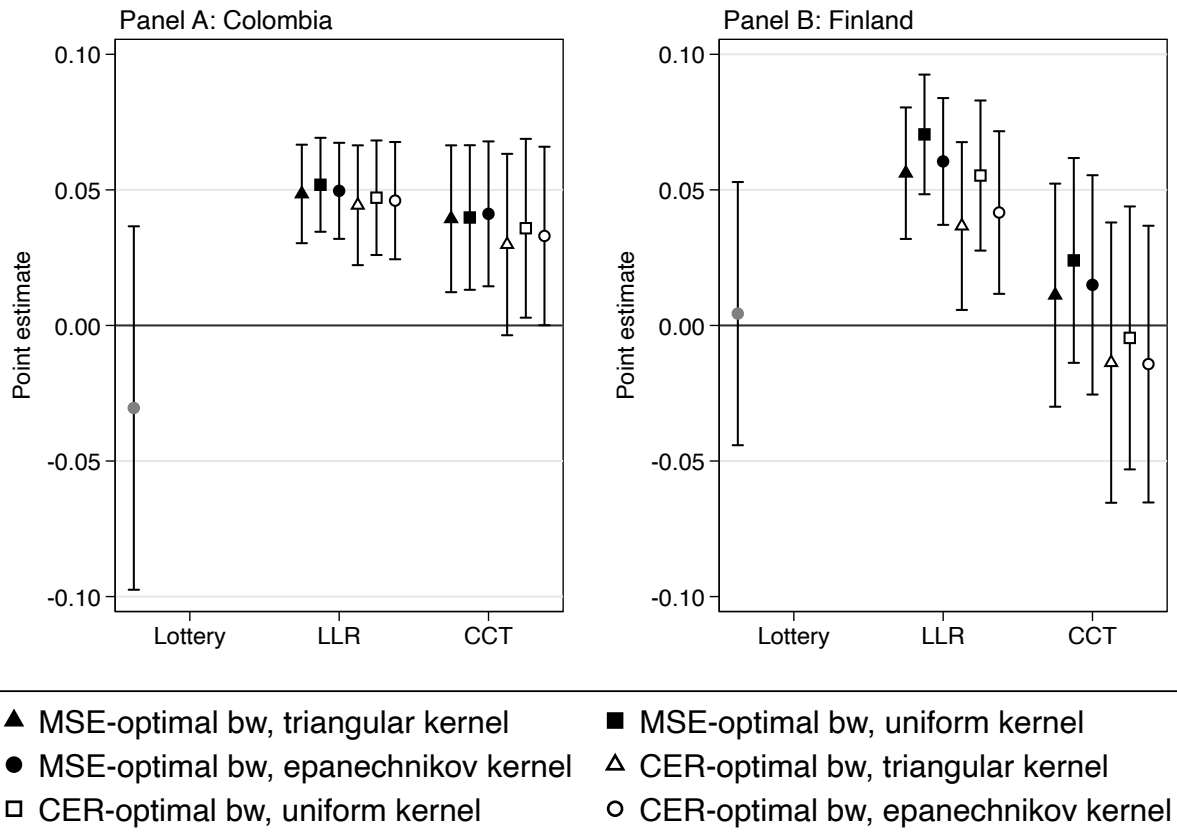 Panel A: Colombia
Point estimate
0.10
0.05
0.00
-0.05
-0.10
Lottery LLR CCT
Panel B: Finland
Point estimate
0.10
0.05
0.00
-0.05
-0.10
Lottery LLR CCT
MSE-optimal bw, triangular kernel
MSE-optimal bw, uniform kernel
MSE-optimal bw, epanechnikov kernel
CER-optimal bw, triangular kernel
CER-optimal bw, uniform kernel
CER-optimal bw, epanechnikov kernel